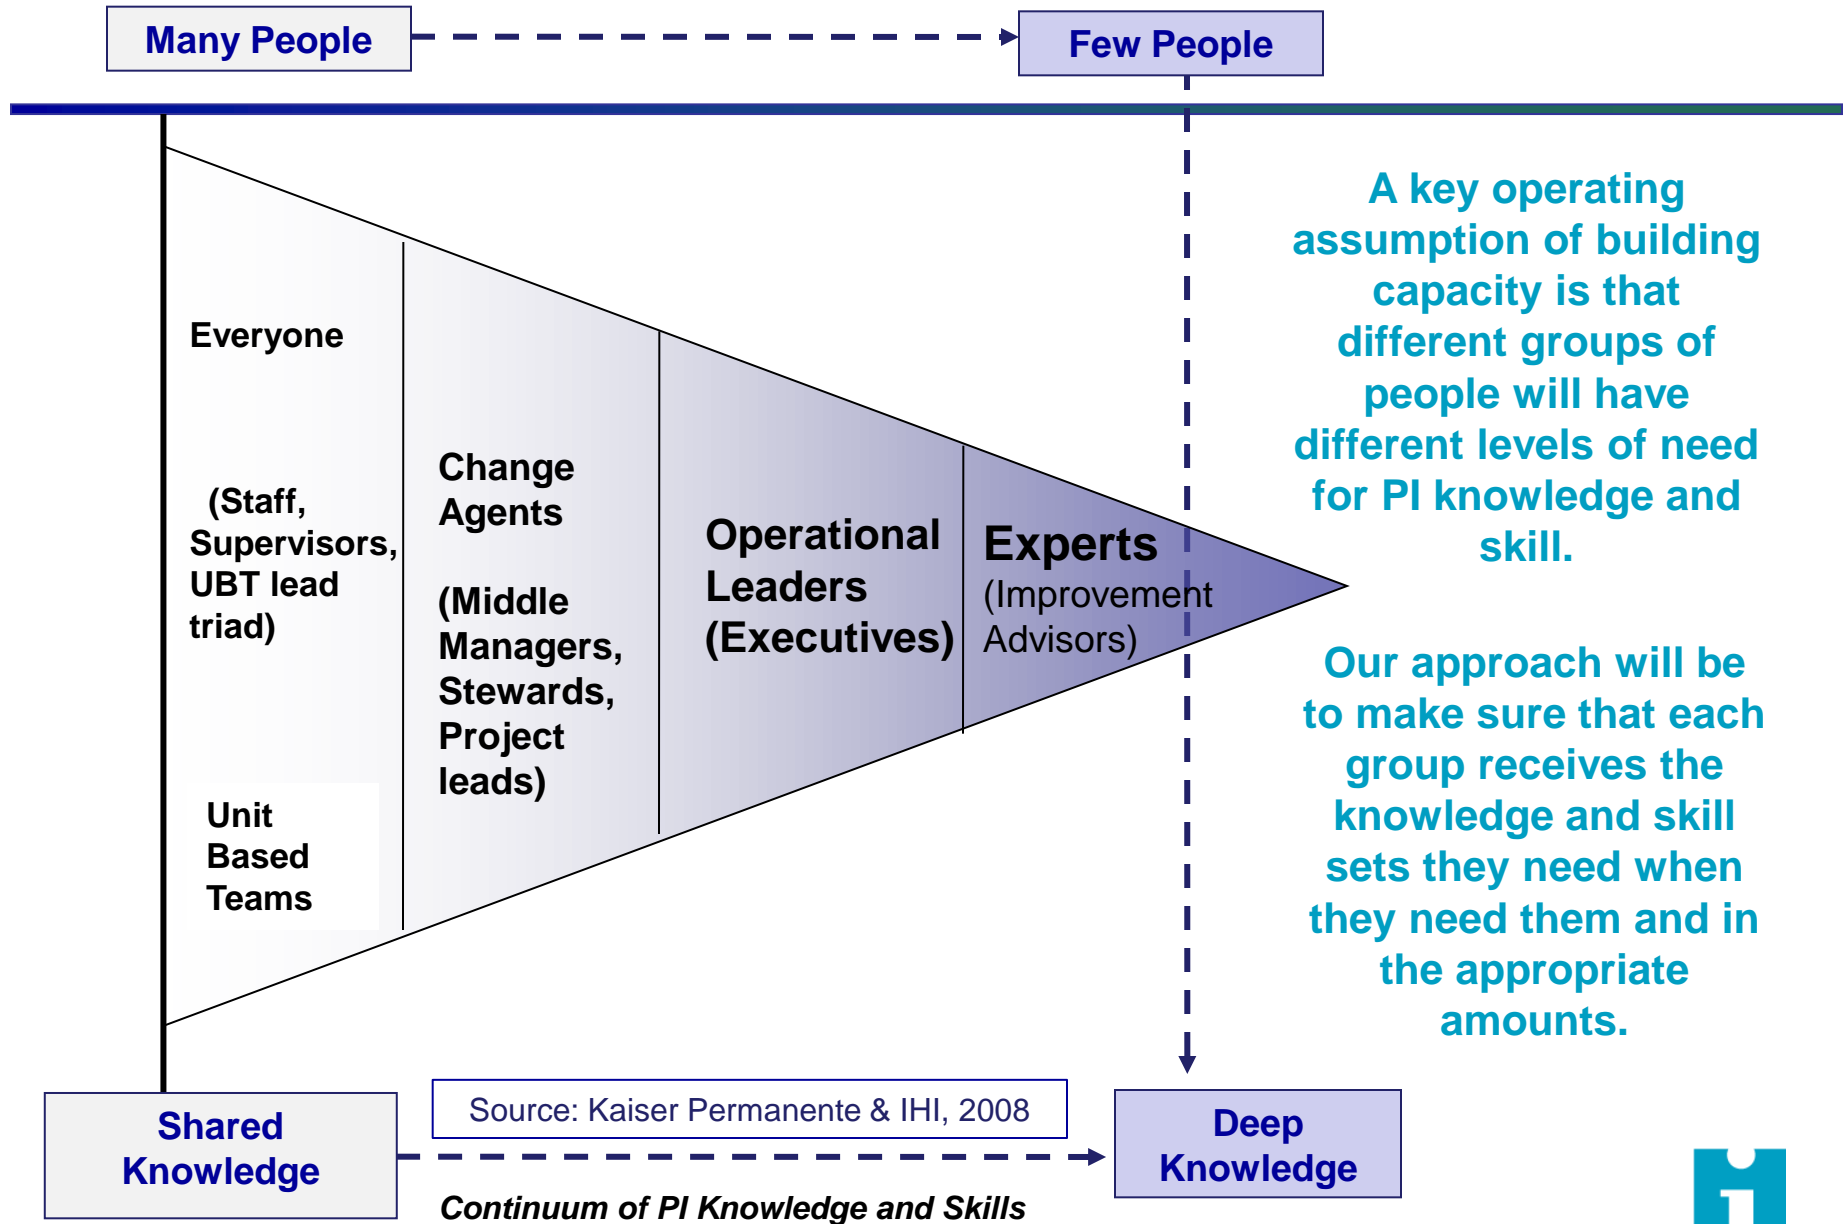 Many People
Few People
Everyone
(Staff,
Supervisors,
UBT lead
triad)
Unit
Based
Teams
Change
Agents
(Middle
Managers,
Stewards,
Project
leads)
Operational
Leaders
(Executives)
Experts
(Improvement
Advisors)
A key operating
assumption of building
capacity is that
different groups of
people will have
different levels of need
for PI knowledge and
skill.
Our approach will be
to make sure that each
group receives the
knowledge and skill
sets they need when
they need them and in
the appropriate
amounts.
Shared
Knowledge
Source: Kaiser Permanente & IHI, 2008
Deep
Knowledge
Continuum of PI Knowledge and Skills